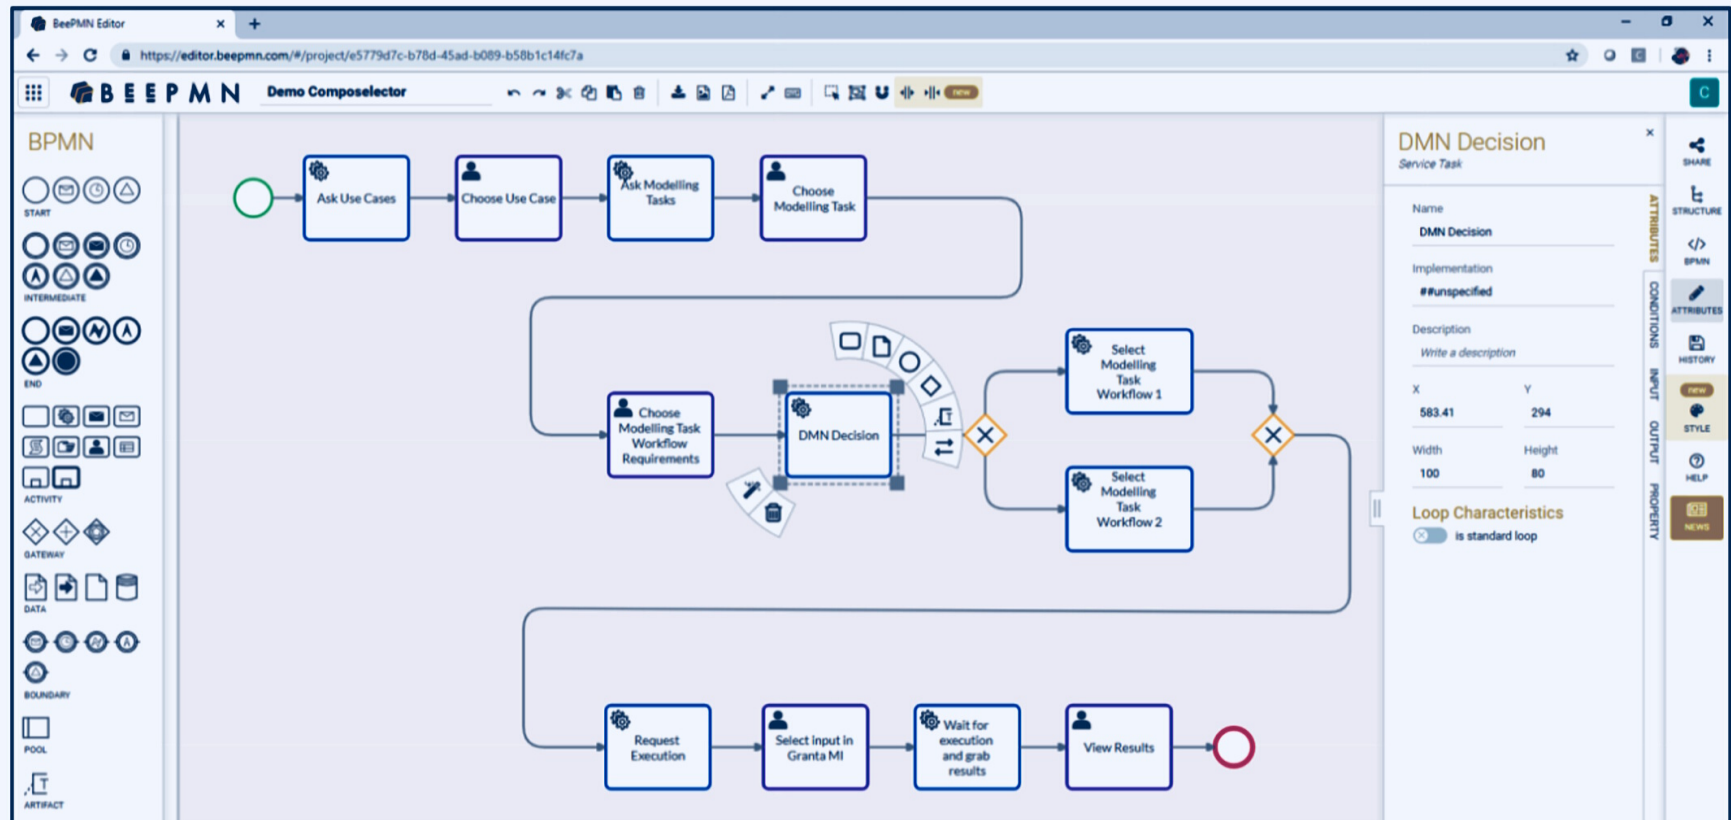 BeePMN Editor
https://editor.beepmn.com/#/project/e5779d7c-b78d-45ad-b089-b58b1c14fc7a
BEEPMN
Demo Composelector
new
C
BPMN
START
INTERMEDIATE
END
ACTIVITY
GATEWAY
DATA
BOUNDARY
POOL
ARTIFACT
Ask Use Cases
Choose Use Case
Ask Modelling
Tasks
Choose
Modelling Task
Choose
Modelling Task
Workflow
Requirements
DMN Decision
Select
Modelling
Task
Workflow 1
Select
Modelling
Task
Workflow 2
Request
Execution
Select input in
Granta MI
Wait for
execution
and grab
results
View Results
DMN Decision
Service Task
Name
DMN Decision
Implementation
##unspecified
Description
Write a description
X
Y
583.41
294
Width
Height
100
80
Loop Characteristics
is standard loop
ATTRIBUTES
CONDITIONS
INPUT
OUTPUT
PROPERTY
SHARE
STRUCTURE
</>
BPMN
ATTRIBUTES
HISTORY
new
STYLE
HELP
NEWS